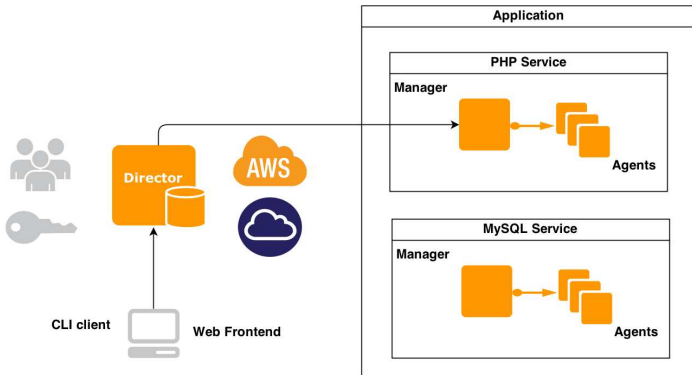 Application
PHP Service
Manager
Agents
Director
AWS
MySQL Service
Manager
Agents
CLI client
Web Frontend